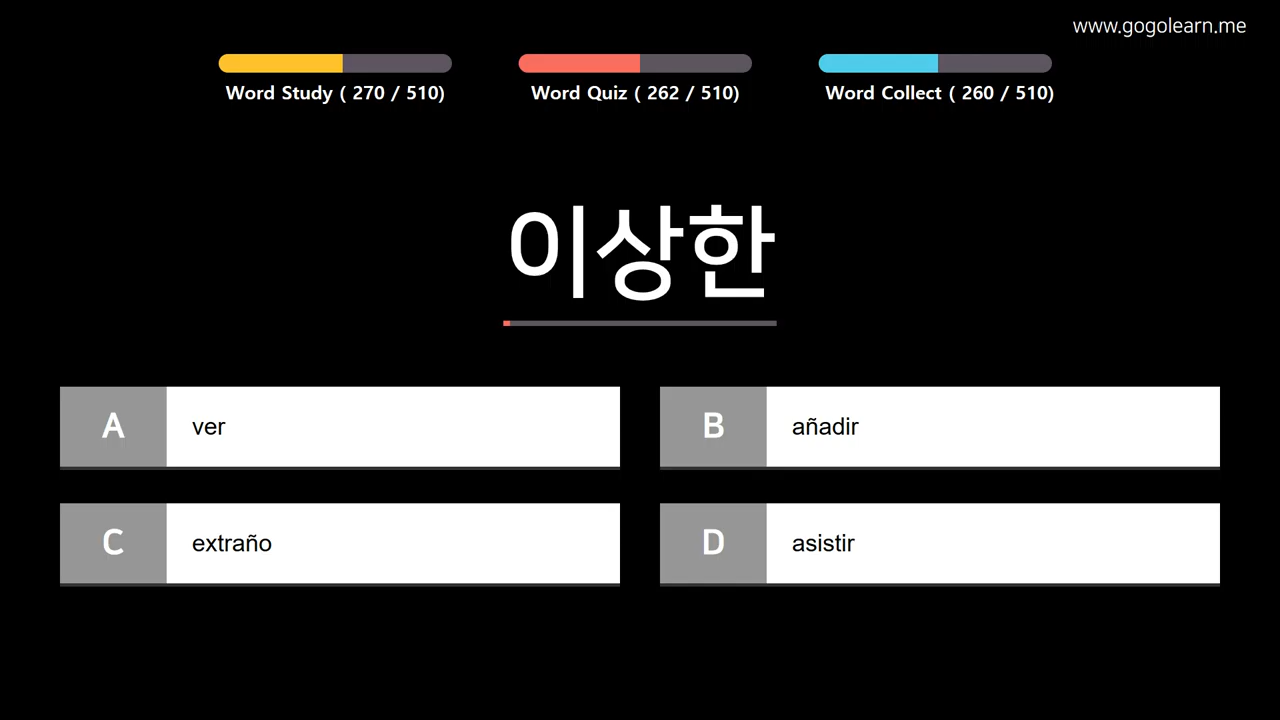 www.gogolearn.me
Word Study ( 270 / 510)
Word Quiz ( 262 / 510)
Word Collect ( 260 / 510)
이상한
A ver
B añadir
C extraño
D asistir